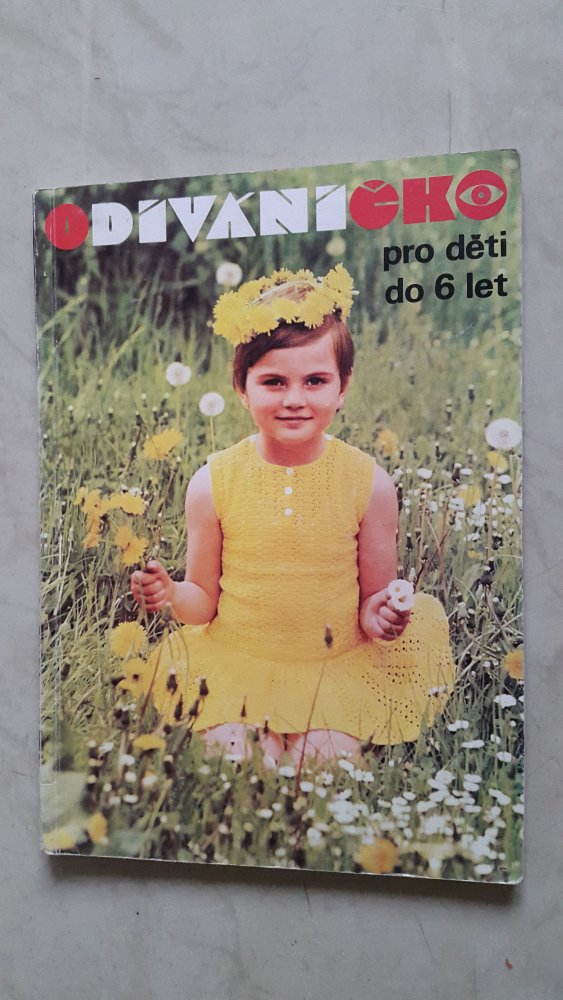 ODÍVÁNÍČKO
pro děti
do 6 let